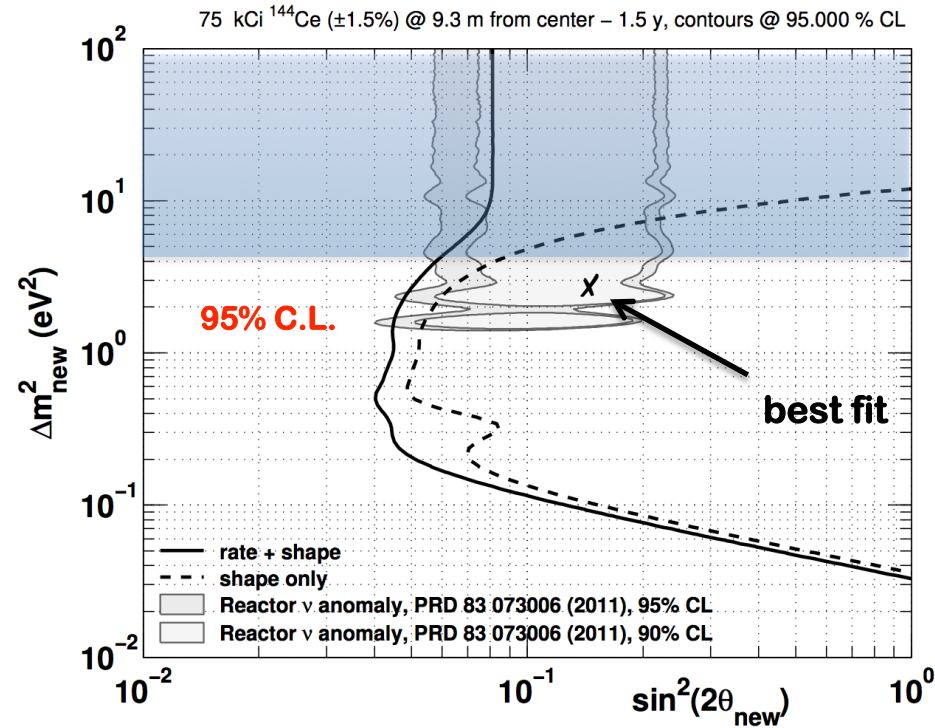 75 kCi ¹⁴⁴Ce (±1.5%) @ 9.3 m from center – 1.5 y, contours @ 95.000 % CL
10²
10¹
10⁰
10⁻¹
10⁻²
Δm²new (eV²)
95% C.L.
X
best fit
rate + shape
shape only
Reactor ν anomaly, PRD 83 073006 (2011), 95% CL
Reactor ν anomaly, PRD 83 073006 (2011), 90% CL
10⁻²
10⁻¹
10⁰
sin²(2θnew)